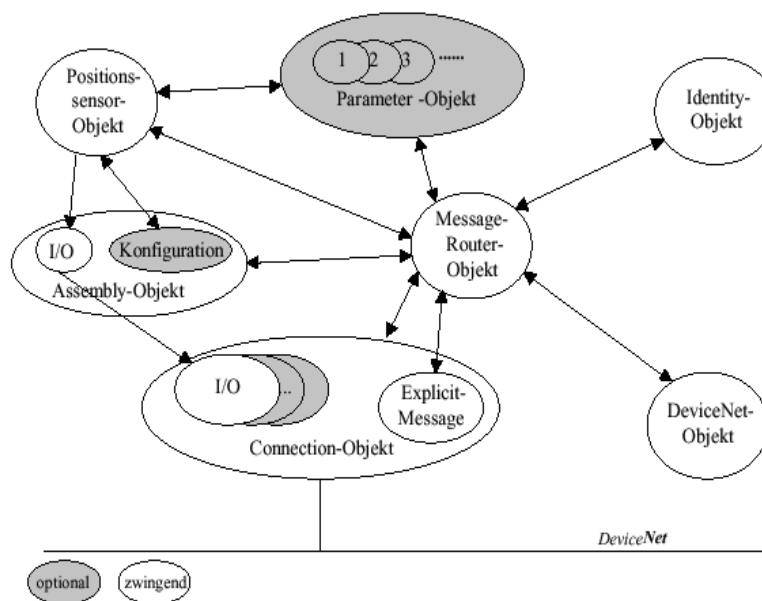 Positions-
sensor-
Objekt
1 2 3 ......
Parameter -Objekt
Identity-
Objekt
Message-
Router-
Objekt
I/O
Konfiguration
Assembly-Objekt
I/O
...
Explicit-
Message
Connection-Objekt
DeviceNet-
Objekt
DeviceNet
optional
zwingend